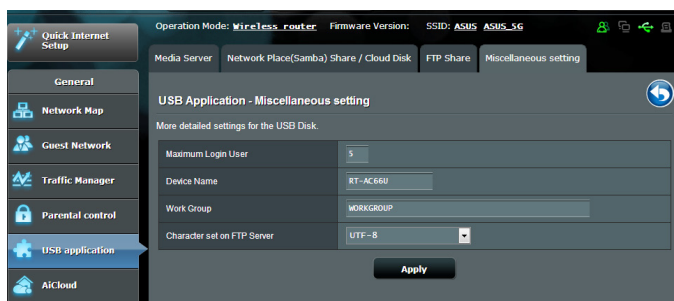 Quick Internet Setup
Operation Mode: Wireless router Firmware Version: SSID: ASUS ASUS_5G
Media Server Network Place(Samba) Share / Cloud Disk FTP Share Miscellaneous setting
General
Network Map
Guest Network
Traffic Manager
Parental control
USB application
AiCloud
USB Application - Miscellaneous setting
More detailed settings for the USB Disk.
Maximum Login User 5
Device Name RT-AC66U
Work Group WORKGROUP
Character set on FTP Server UTF-8
Apply